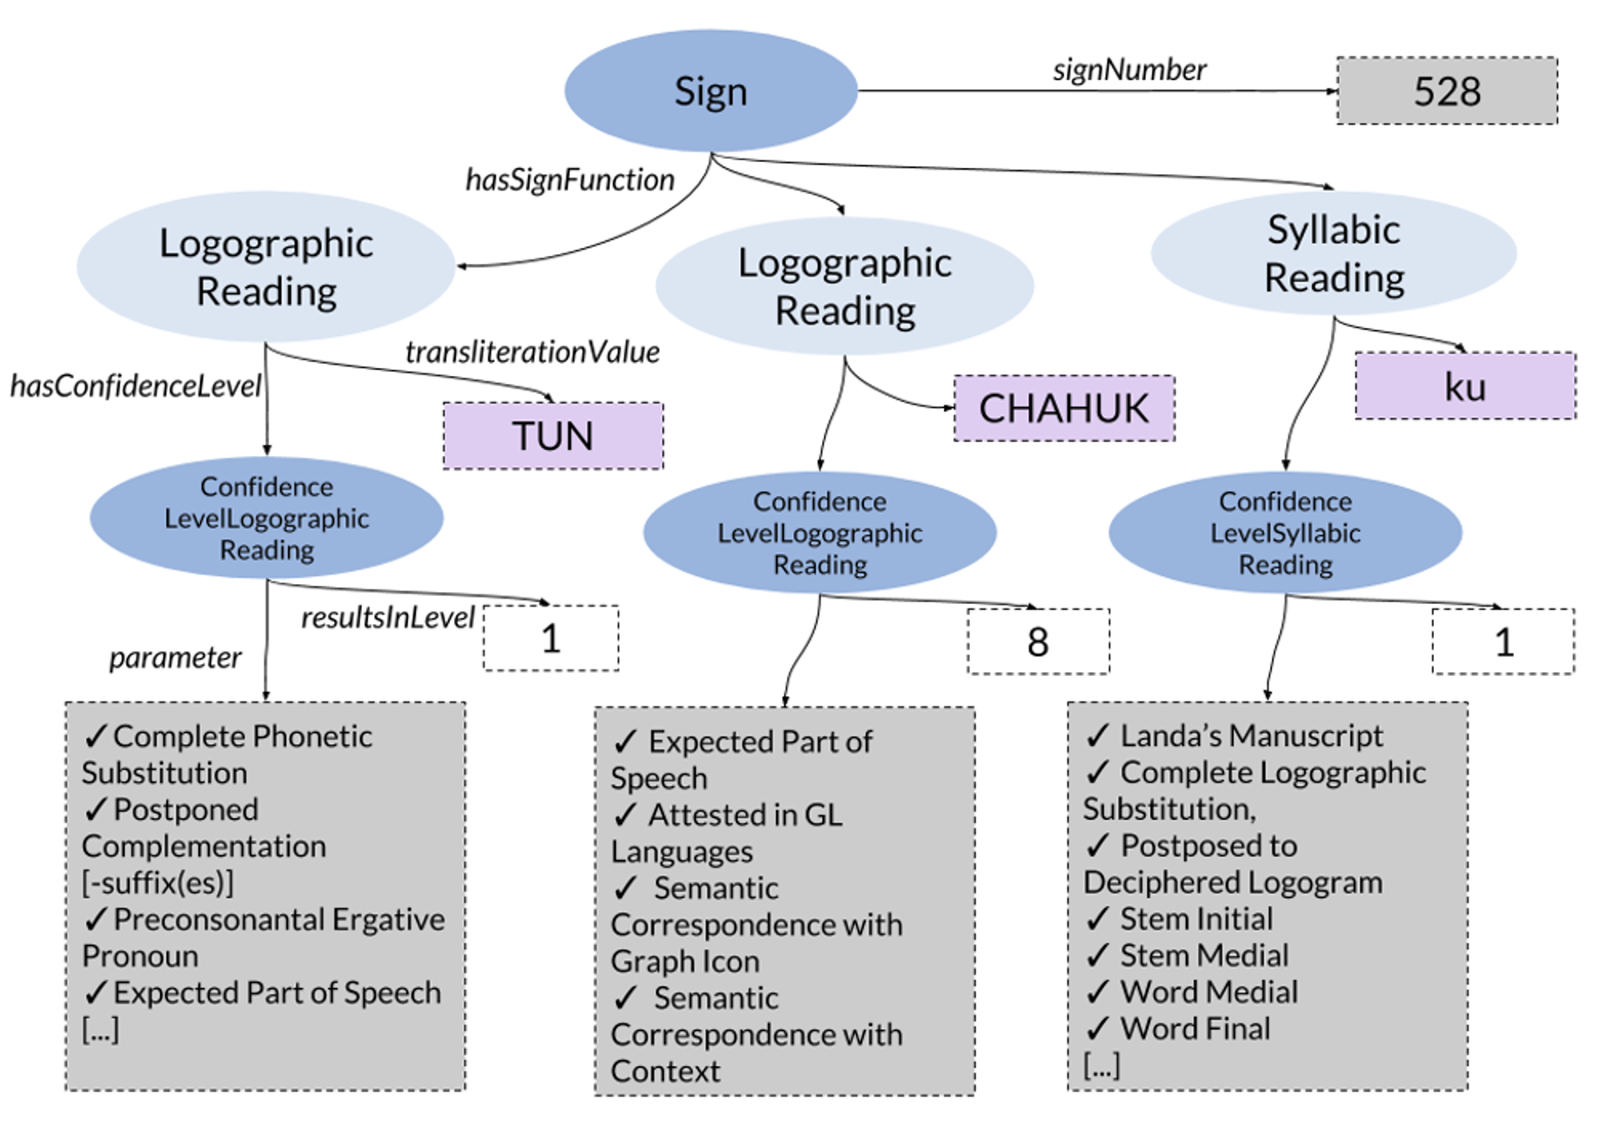 Sign
signNumber
528
hasSignFunction
Logographic
Reading
Logographic
Reading
Syllabic
Reading
hasConfidenceLevel
transliterationValue
TUN
CHAHUK
ku
Confidence
LevelLogographic
Reading
Confidence
LevelLogographic
Reading
Confidence
LevelSyllabic
Reading
parameter
resultsInLevel
1
8
1
✓Complete Phonetic
Substitution
✓Postponed
Complementation
[-suffix(es)]
✓Preconsonantal Ergative
Pronoun
✓Expected Part of Speech
[...]
✓ Expected Part of
Speech
✓ Attested in GL
Languages
✓ Semantic
Correspondence with
Graph Icon
✓ Semantic
Correspondence with
Context
✓ Landa’s Manuscript
✓ Complete Logographic
Substitution,
✓ Postposed to
Deciphered Logogram
✓ Stem Initial
✓ Stem Medial
✓ Word Medial
✓ Word Final
[...]